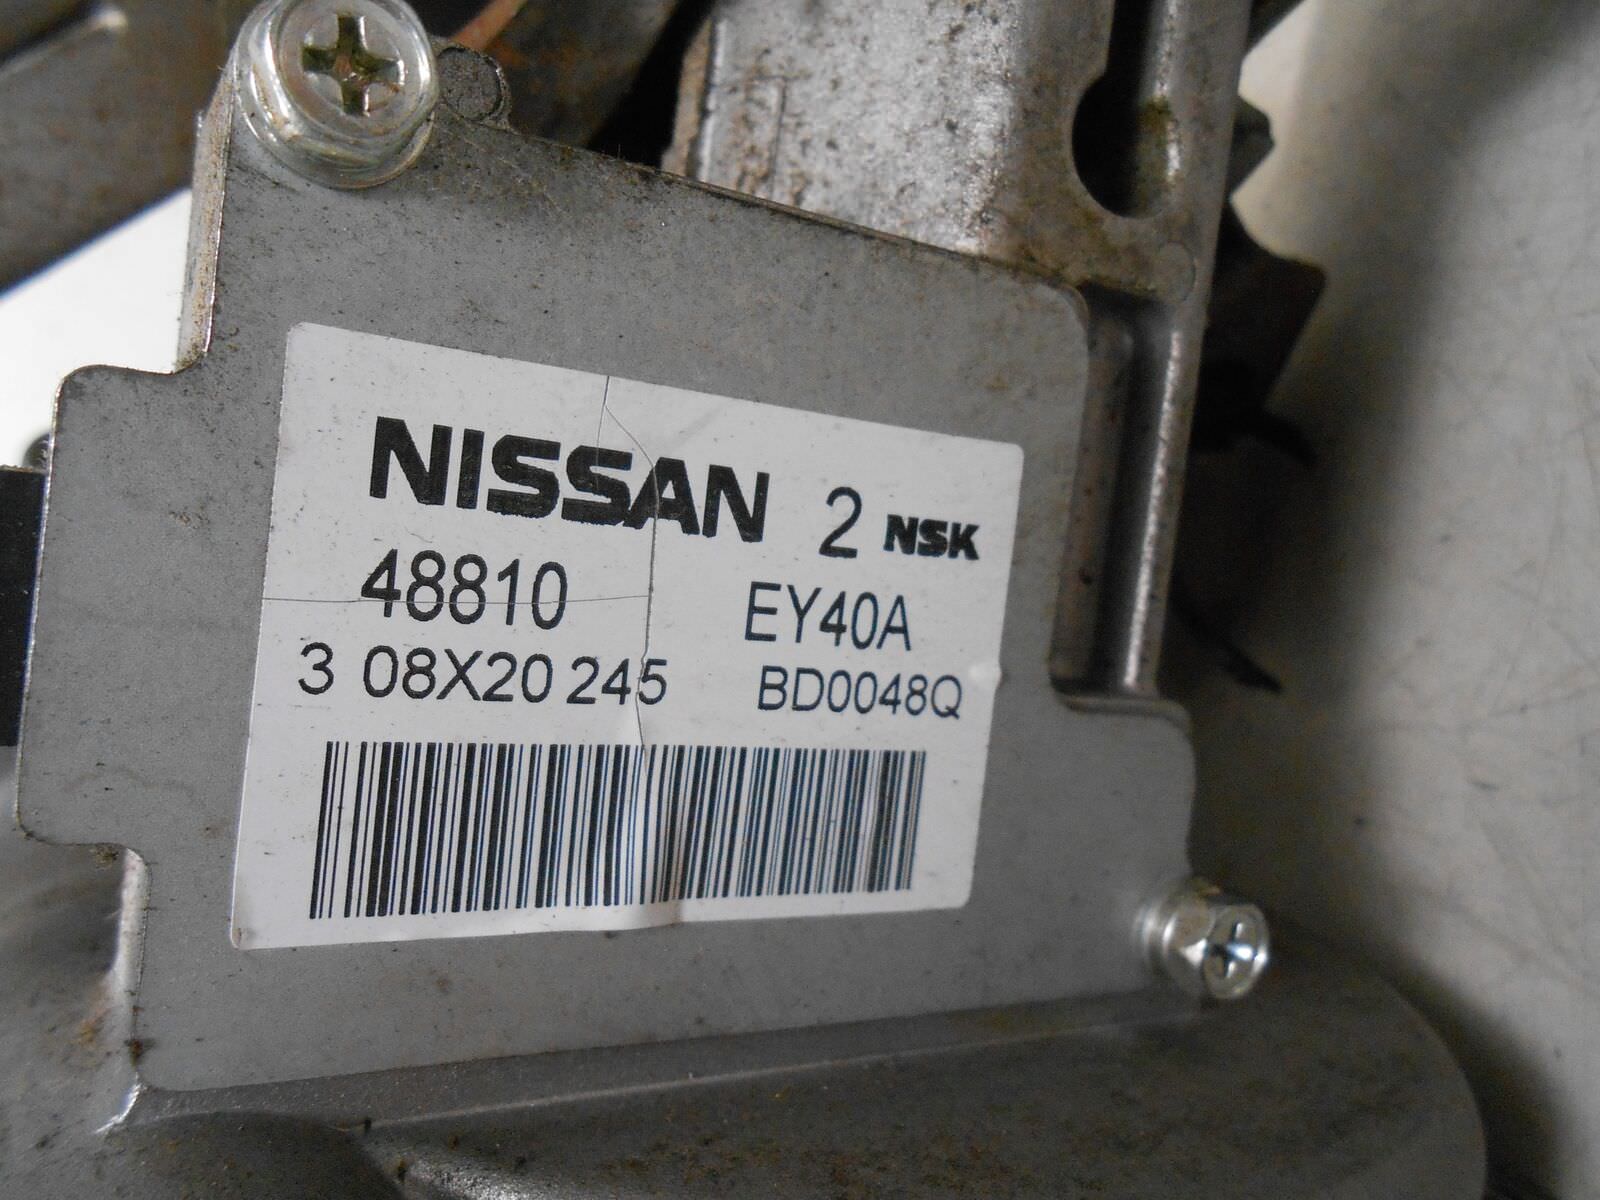 NISSAN 2 NSK
48810 EY40A
3 08X20 245 BD0048Q